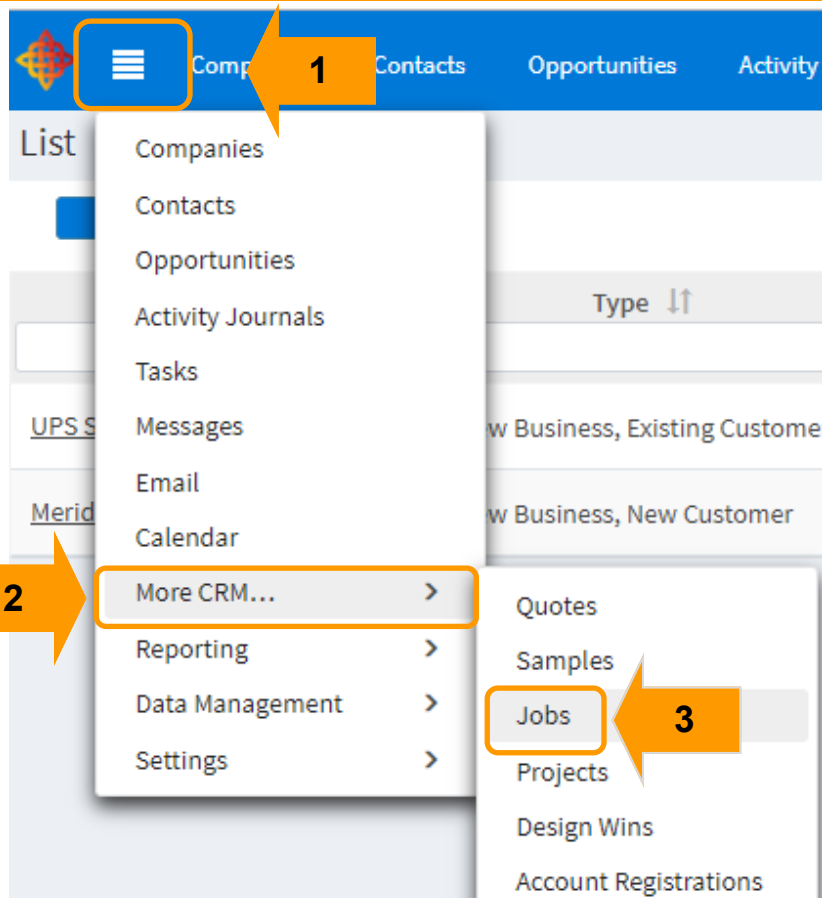 Comp 1 Contacts Opportunities Activity
List
Companies
Contacts
Opportunities
Type
Activity Journals
Tasks
UPS S Messages w Business, Existing Custome
Email
Merid w Business, New Customer
Calendar
2 More CRM... >
Quotes
Reporting >
Samples
Data Management >
Jobs 3
Settings >
Projects
Design Wins
Account Registrations